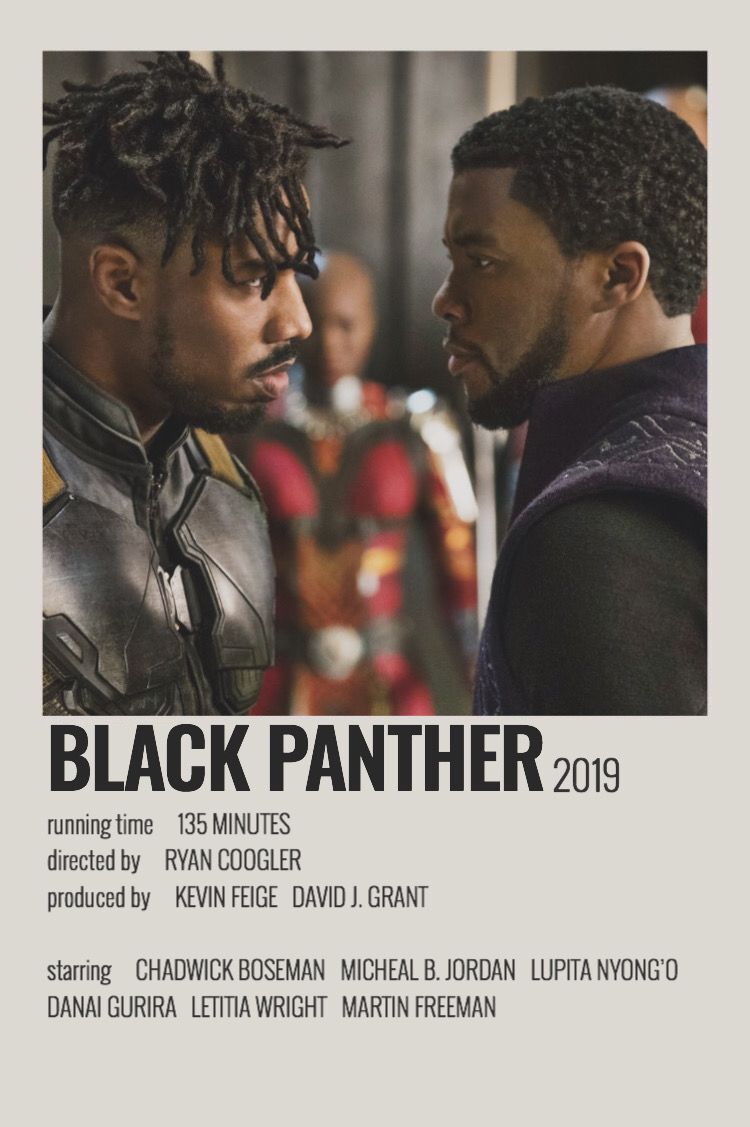 BLACK PANTHER 2019
running time 135 MINUTES
directed by RYAN COOGLER
produced by KEVIN FEIGE DAVID J. GRANT
starring CHADWICK BOSEMAN MICHEAL B. JORDAN LUPITA NYONG'O
DANAI GURIRA LETITIA WRIGHT MARTIN FREEMAN